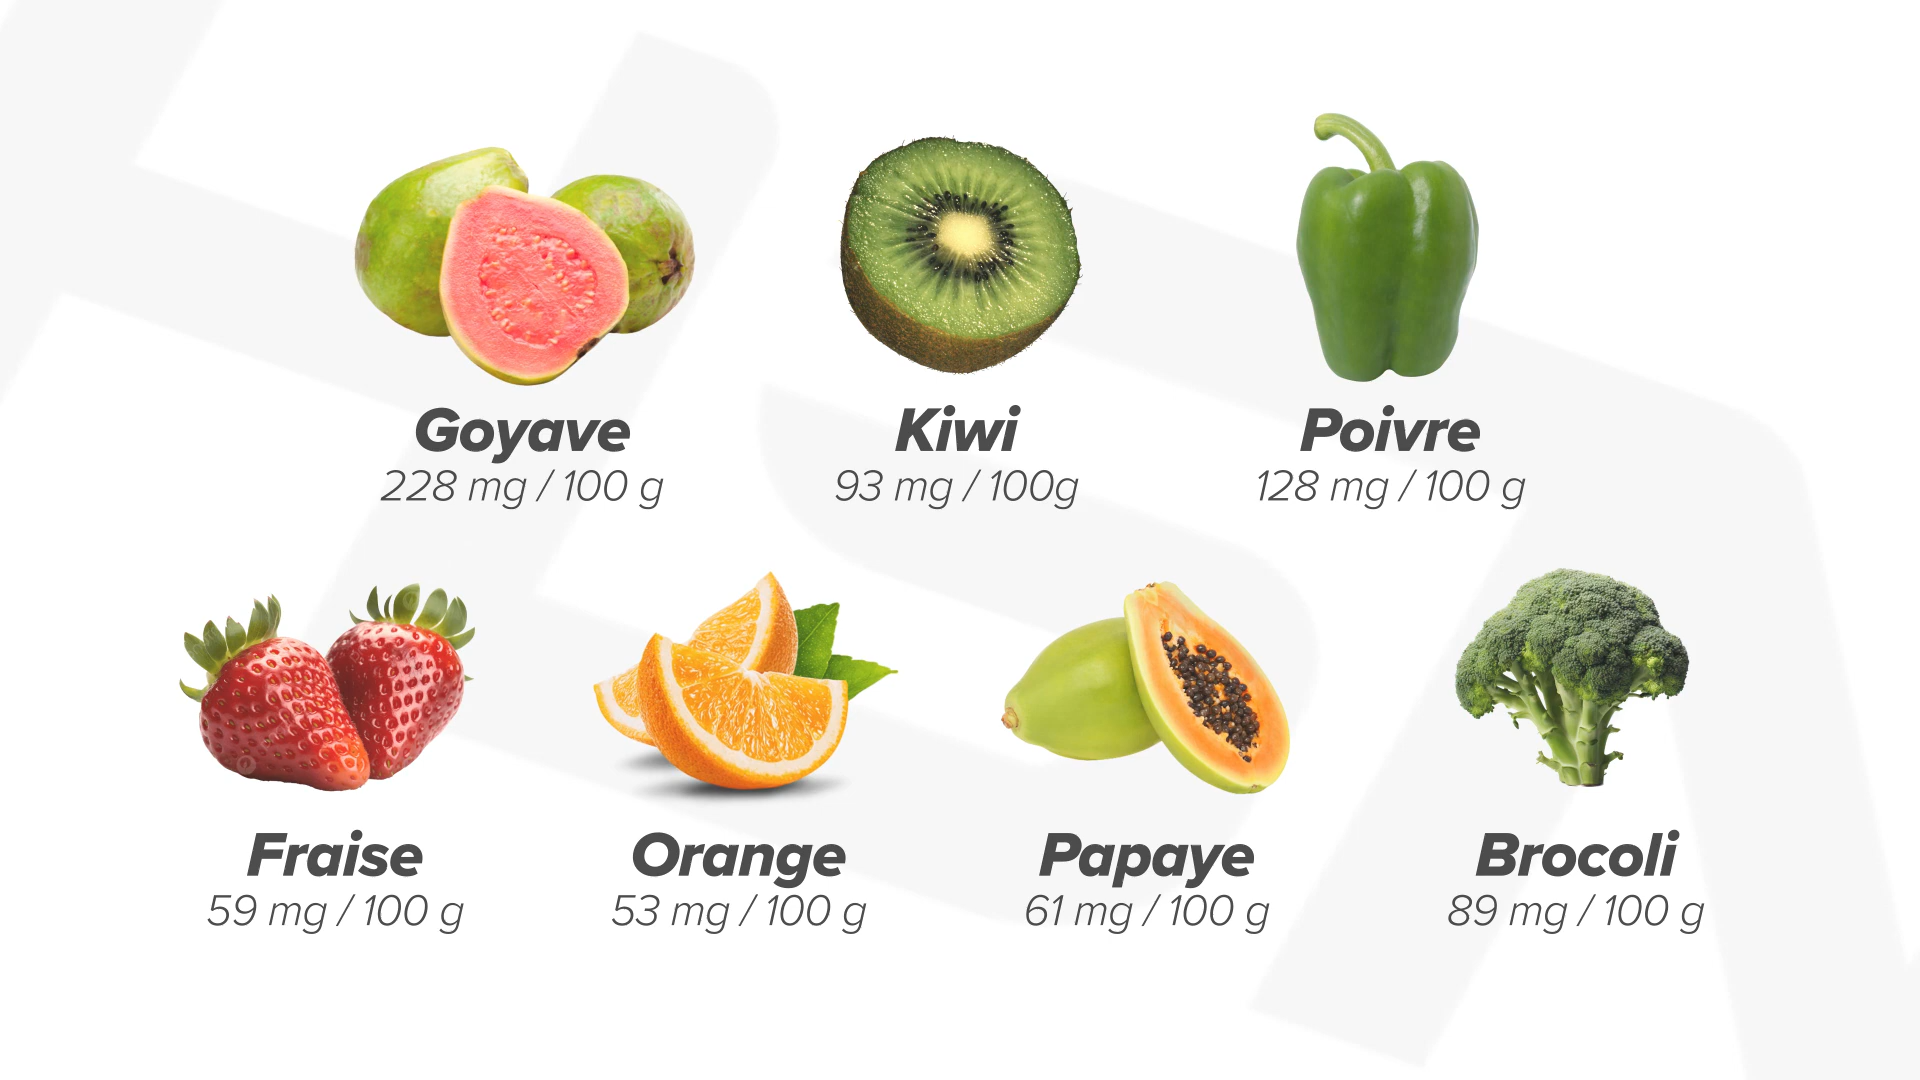 Goyave
228 mg / 100 g
Kiwi
93 mg / 100g
Poivre
128 mg / 100 g
Fraise
59 mg / 100 g
Orange
53 mg / 100 g
Papaye
61 mg / 100 g
Brocoli
89 mg / 100 g